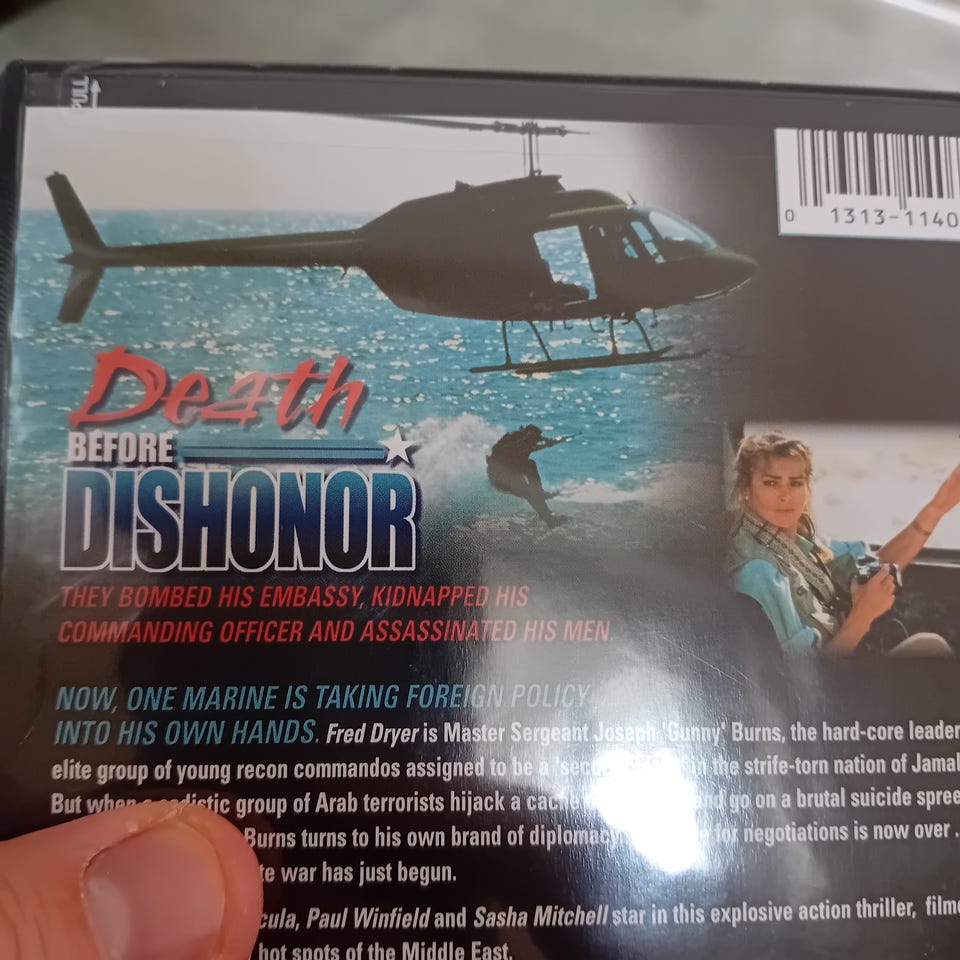 PULL
0 1313-1140
Death
BEFORE
DISHONOR
THEY BOMBED HIS EMBASSY, KIDNAPPED HIS
COMMANDING OFFICER AND ASSASSINATED HIS MEN.
NOW, ONE MARINE IS TAKING FOREIGN POLICY
INTO HIS OWN HANDS. Fred Dryer is Master Sergeant Joseph 'Gunny' Burns, the hard-core leader
elite group of young recon commandos assigned to be a in the strife-torn nation of Jamal
But when group of Arab terrorists hijack a go on a brutal suicide spree
Burns turns to his own brand of diplomacy for negotiations is now over .
war has just begun.
Paul Winfield and Sasha Mitchell star in this explosive action thriller,
hot spots of the Middle East.